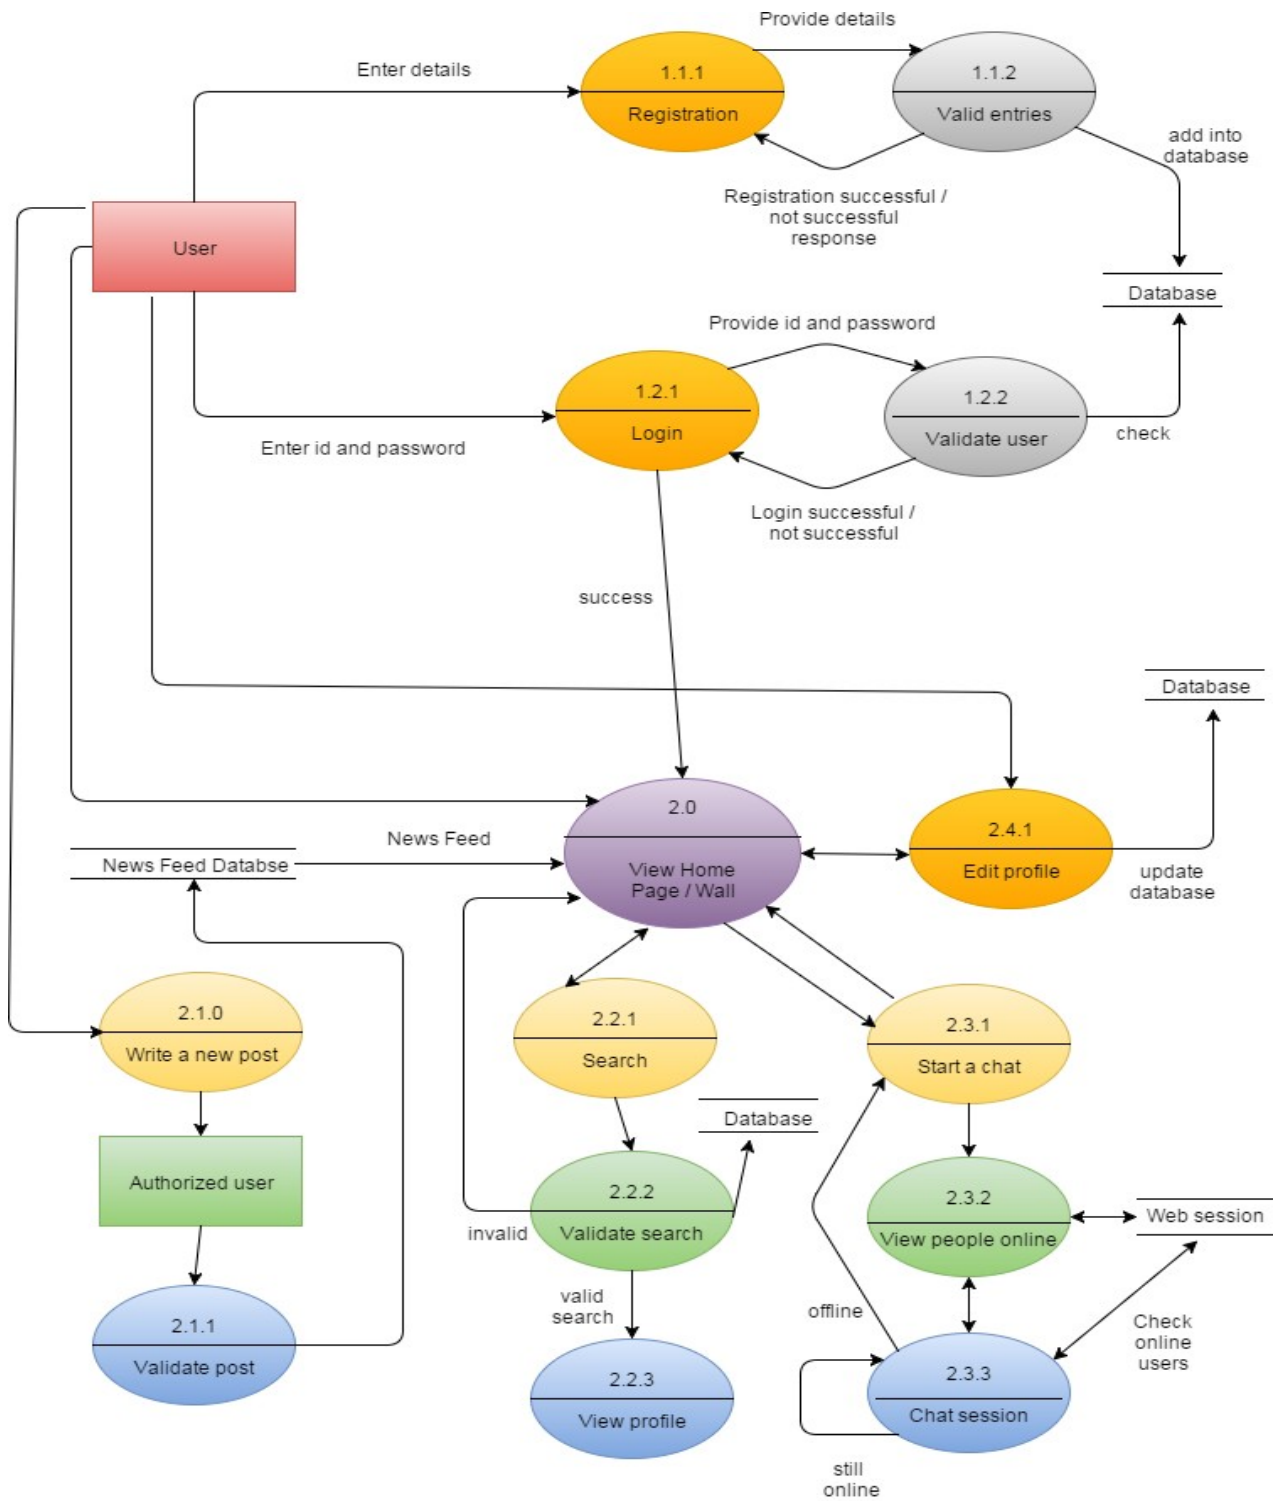 Provide details
Enter details
1.1.1
Registration
1.1.2
Valid entries
add into
database
Registration successful /
not successful
response
User
Database
Provide id and password
1.2.1
Login
1.2.2
Validate user
check
Enter id and password
Login successful /
not successful
success
Database
2.0
View Home
Page / Wall
2.4.1
Edit profile
update
database
News Feed
News Feed Databse
2.1.0
Write a new post
2.2.1
Search
2.3.1
Start a chat
Database
Authorized user
2.2.2
Validate search
invalid
2.3.2
View people online
Web session
valid
search
offline
Check
online
users
2.1.1
Validate post
2.2.3
View profile
2.3.3
Chat session
still
online